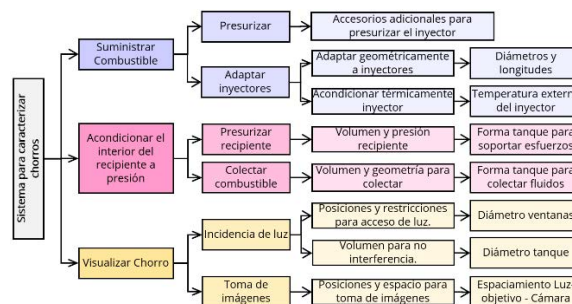 Sistema para caracterizar
chorros
Suministrar
Combustible
Presurizar
Accesorios adicionales para
presurizar el inyector
Adaptar
inyectores
Adaptar geométricamente
a inyectores
Diámetros y
longitudes
Acondicionar térmicamente
inyector
Temperatura extern
del inyector
Acondicionar el
interior del
recipiente a
presión
Presurizar
recipiente
Volumen y presión
recipiente
Forma tanque para
soportar esfuerzos
Colectar
combustible
Volumen y geometría para
colectar
Forma tanque para
colectar fluidos
Visualizar Chorro
Incidencia de luz
Posiciones y restricciones
para acceso de luz.
Diámetro ventanas
Volumen para no
interferencia.
Diámetro tanque
Toma de
imágenes
Posiciones y espacio para
toma de imágenes
Espaciamiento Luz-
objetivo - Cámara